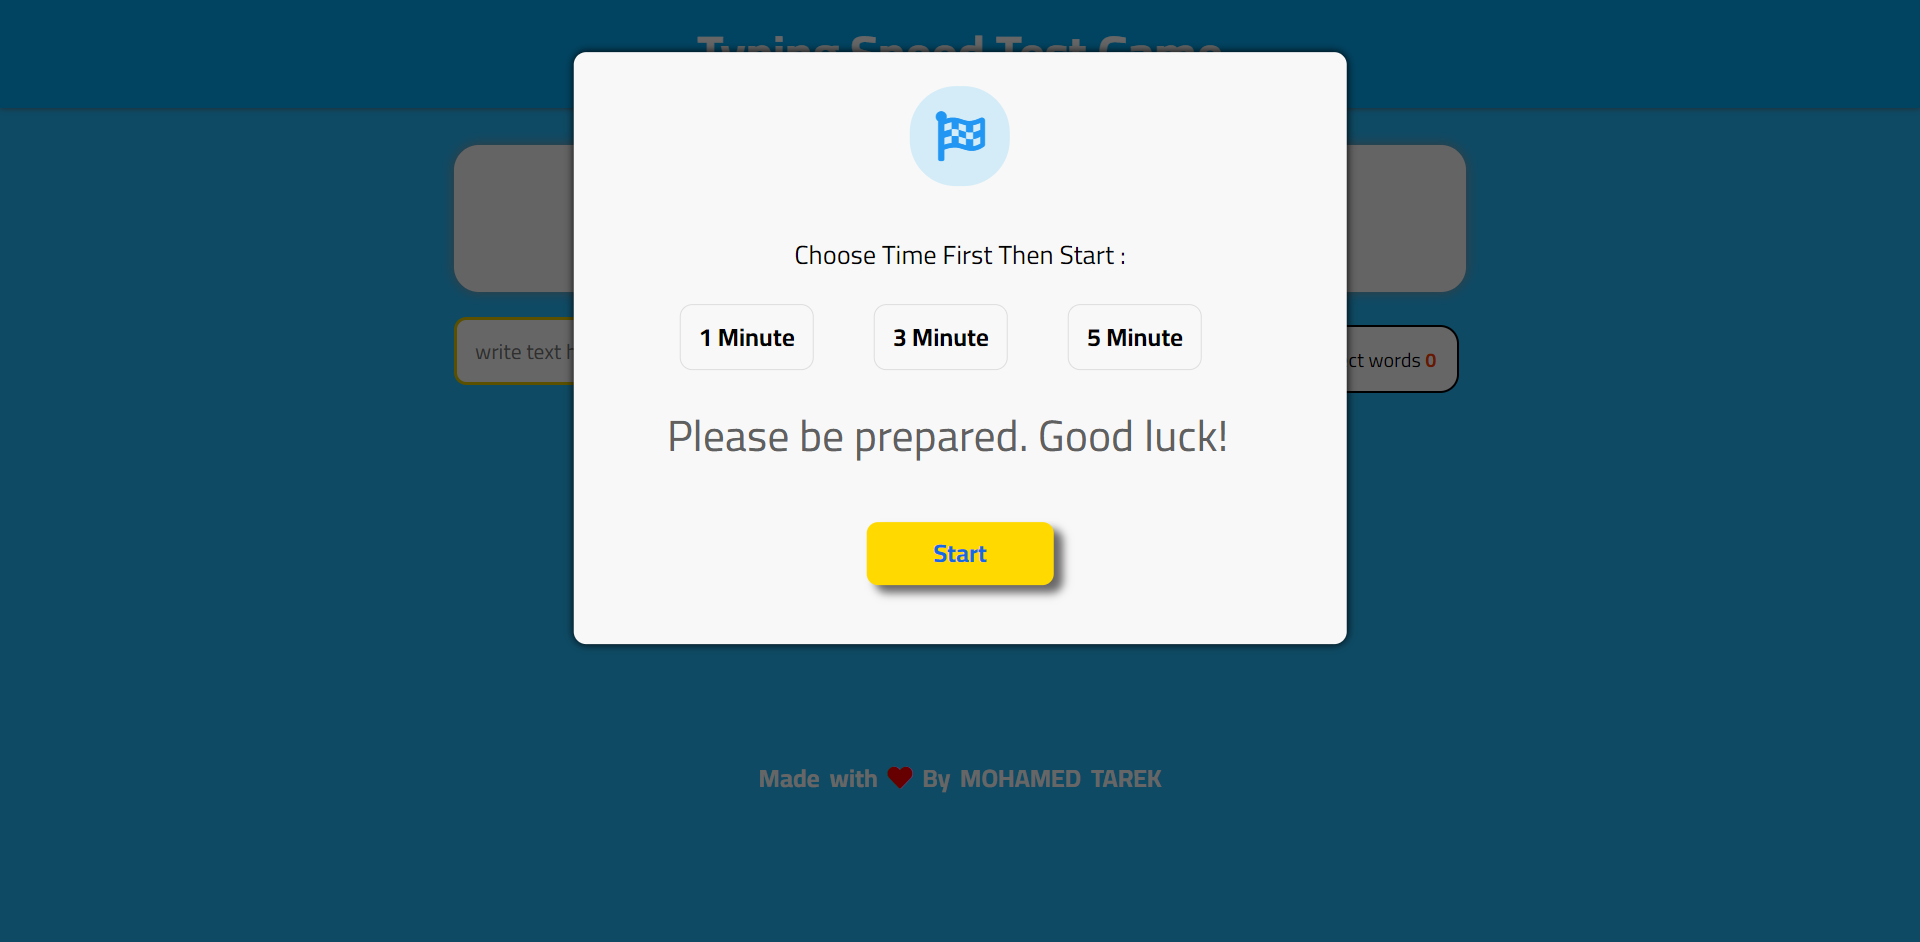 Typing Speed Test Game
Choose Time First Then Start :
1 Minute
3 Minute
5 Minute
write text
ct words 0
Please be prepared. Good luck!
Start
Made with ❤ By MOHAMED TAREK